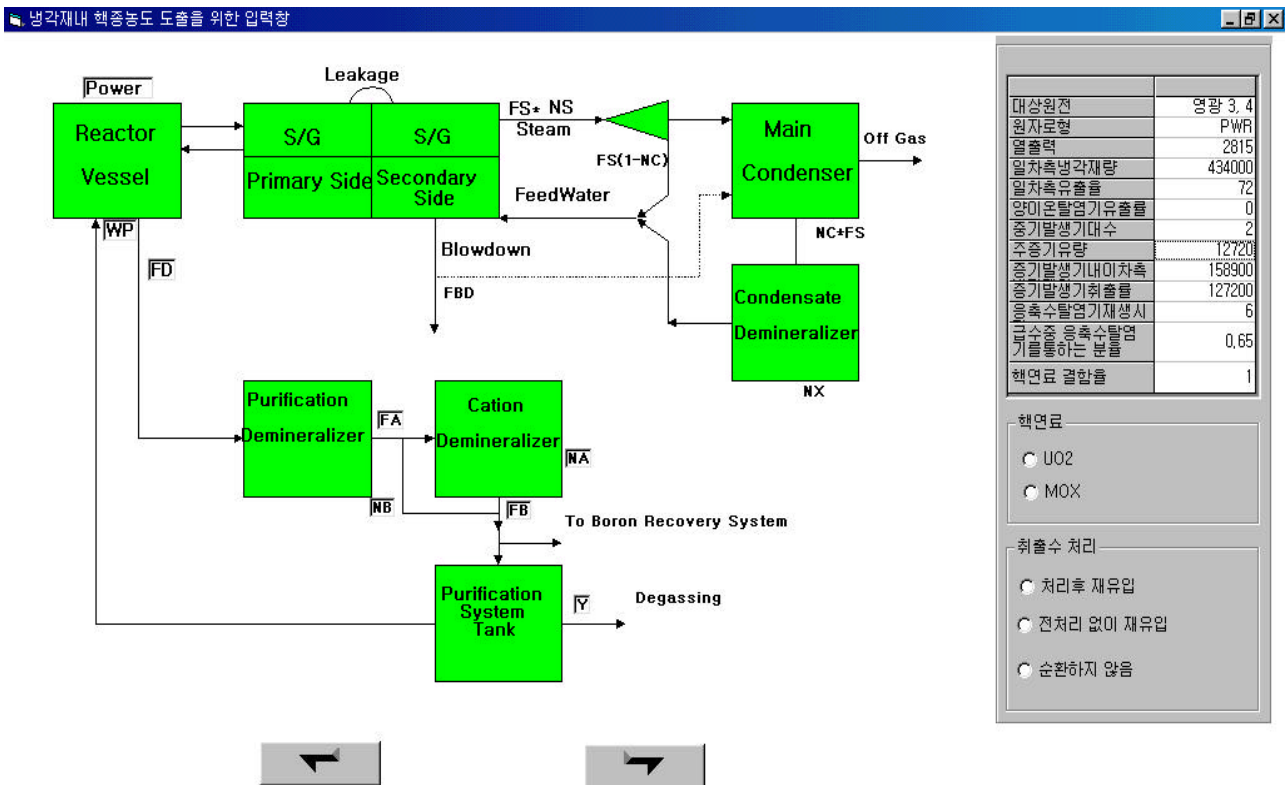 냉각재내 핵종농도 도출을 위한 입력창
Power
Reactor
Vessel
Leakage
S/G
S/G
Primary Side
Secondary
Side
FS* NS
Steam
FS(1-NC)
FeedWater
Main
Condenser
Off Gas
NC*FS
Blowdown
FBD
Condensate
Demineralizer
NX
WP
FD
Purification
Demineralizer
NB
FA
Cation
Demineralizer
NA
FB
To Boron Recovery System
Purification
System
Tank
Y
Degassing
대상원전 영광 3, 4
원자로형 PWR
열출력 2815
일차측냉각재량 434000
일차측유출율 72
양이온탈염기유출률 0
증기발생기대수 2
주증기유량 12720
증기발생기내이차측 158900
증기발생기취출률 127200
응축수탈염기재생시 6
급수중 응축수탈염
기를통하는 분율 0,65
핵연료 결함율 1
핵연료
UO2
MOX
취출수 처리
처리후 재유입
전처리 없이 재유입
순환하지 않음